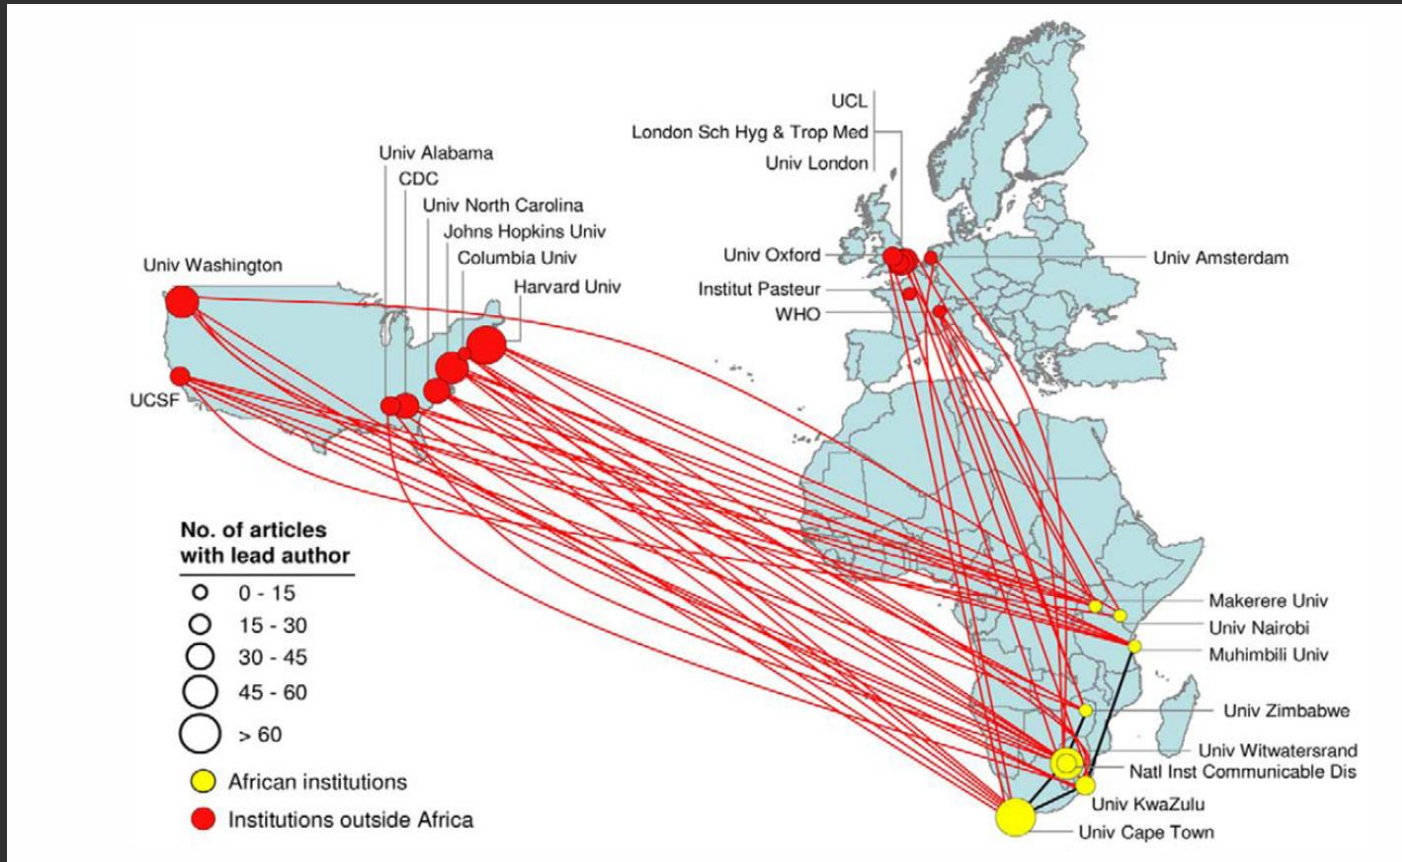 UCL
London Sch Hyg & Trop Med
Univ London
Univ Alabama
CDC
Univ North Carolina
Johns Hopkins Univ
Columbia Univ
Harvard Univ
Univ Washington
UCSF
Univ Oxford
Institut Pasteur
WHO
Univ Amsterdam
No. of articles
with lead author
0 - 15
15 - 30
30 - 45
45 - 60
> 60
African institutions
Institutions outside Africa
Makerere Univ
Univ Nairobi
Muhimbili Univ
Univ Zimbabwe
Univ Witwatersrand
Natl Inst Communicable Dis
Univ KwaZulu
Univ Cape Town